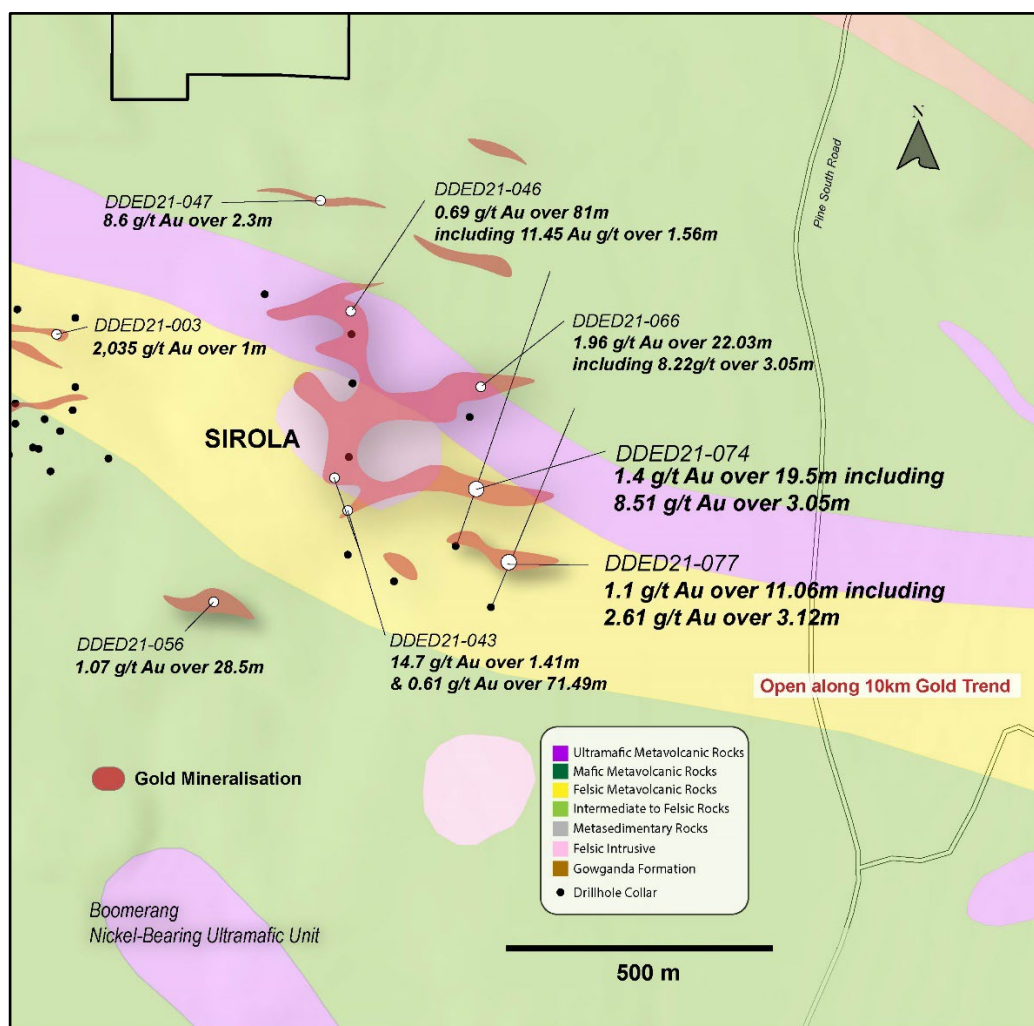 N
Pine South Road
DDED21-047
8.6 g/t Au over 2.3m
DDED21-046
0.69 g/t Au over 81m
including 11.45 Au g/t over 1.56m
DDED21-003
2,035 g/t Au over 1m
DDED21-066
1.96 g/t Au over 22.03m
including 8.22g/t over 3.05m
SIROLA
DDED21-074
1.4 g/t Au over 19.5m including
8.51 g/t Au over 3.05m
DDED21-077
1.1 g/t Au over 11.06m including
2.61 g/t Au over 3.12m
DDED21-056
1.07 g/t Au over 28.5m
DDED21-043
14.7 g/t Au over 1.41m
& 0.61 g/t Au over 71.49m
Open along 10km Gold Trend
Gold Mineralisation
Ultramafic Metavolcanic Rocks
Mafic Metavolcanic Rocks
Felsic Metavolcanic Rocks
Intermediate to Felsic Rocks
Metasedimentary Rocks
Felsic Intrusive
Gowganda Formation
Drillhole Collar
Boomerang
Nickel-Bearing Ultramafic Unit
500 m